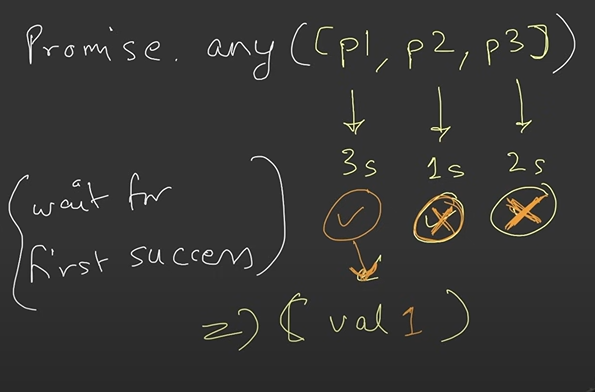 Promise. any([p1, p2, p3])
3s 1s 2s
(wait for
first success)
=> (val 1)